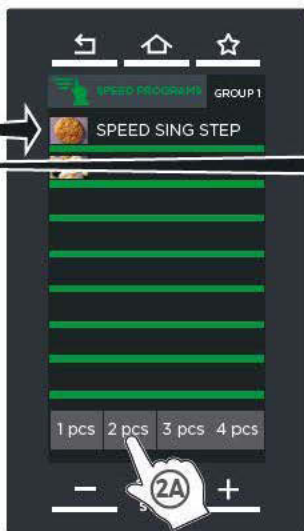 SPEED PROGRAMS GROUP 1
SPEED SING STEP
1 pcs 2 pcs 3 pcs 4 pcs
2A